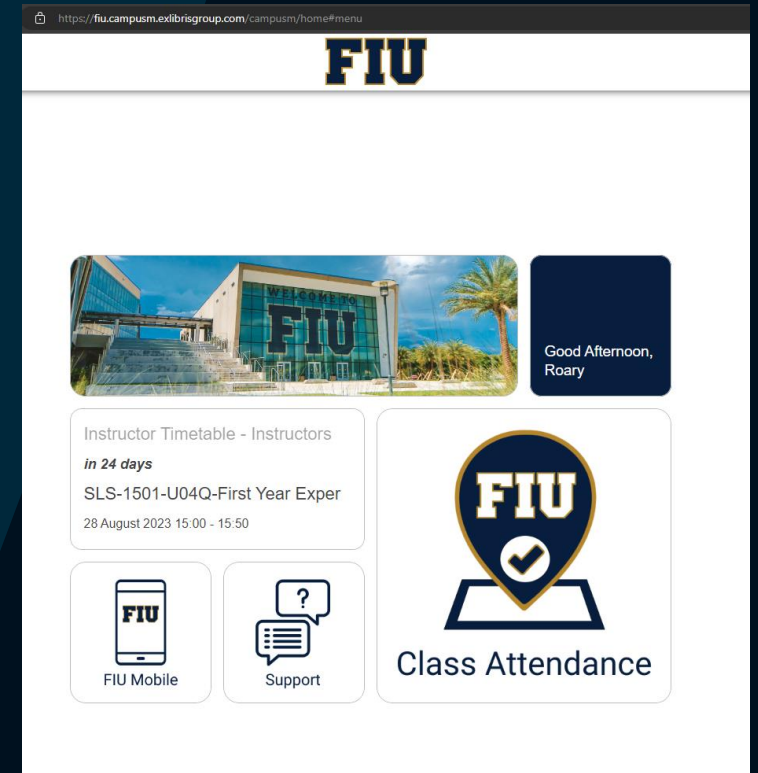 https://fiu.campusm.exlibrisgroup.com/campusm/home#menu
FIU
WELCOME TO
FIU
Good Afternoon,
Roary
Instructor Timetable - Instructors
in 24 days
SLS-1501-U04Q-First Year Exper
28 August 2023 15:00 - 15:50
FIU
Class Attendance
FIU
FIU Mobile
?
Support